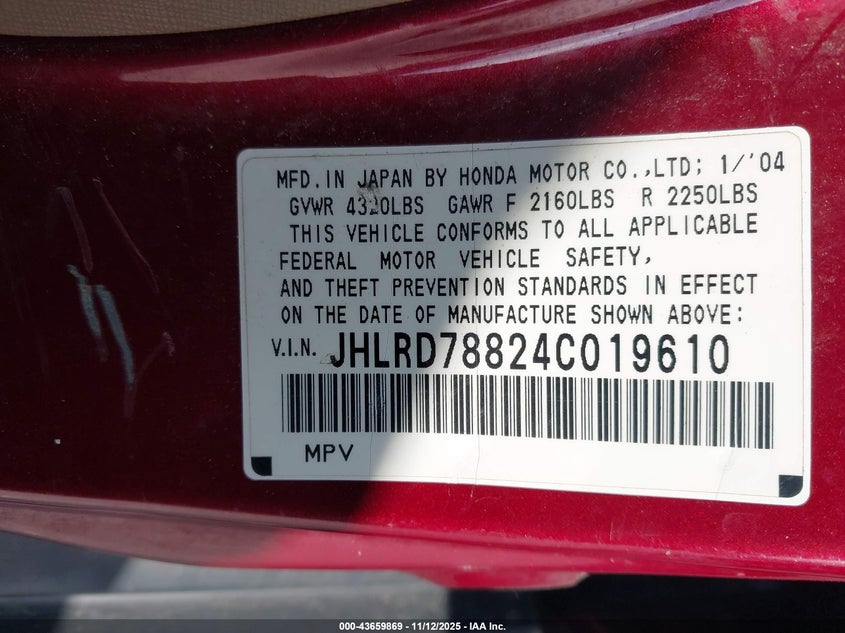 MFD. IN JAPAN BY HONDA MOTOR CO.,LTD; 1/'04
GVWR 4320LBS GAWR F 2160LBS R 2250LBS
THIS VEHICLE CONFORMS TO ALL APPLICABLE
FEDERAL MOTOR VEHICLE SAFETY,
AND THEFT PREVENTION STANDARDS IN EFFECT
ON THE DATE OF MANUFACTURE SHOWN ABOVE:
V.I.N. JHLRD78824C019610
MPV
000-43659869 - 11/12/2025 - IAA Inc.